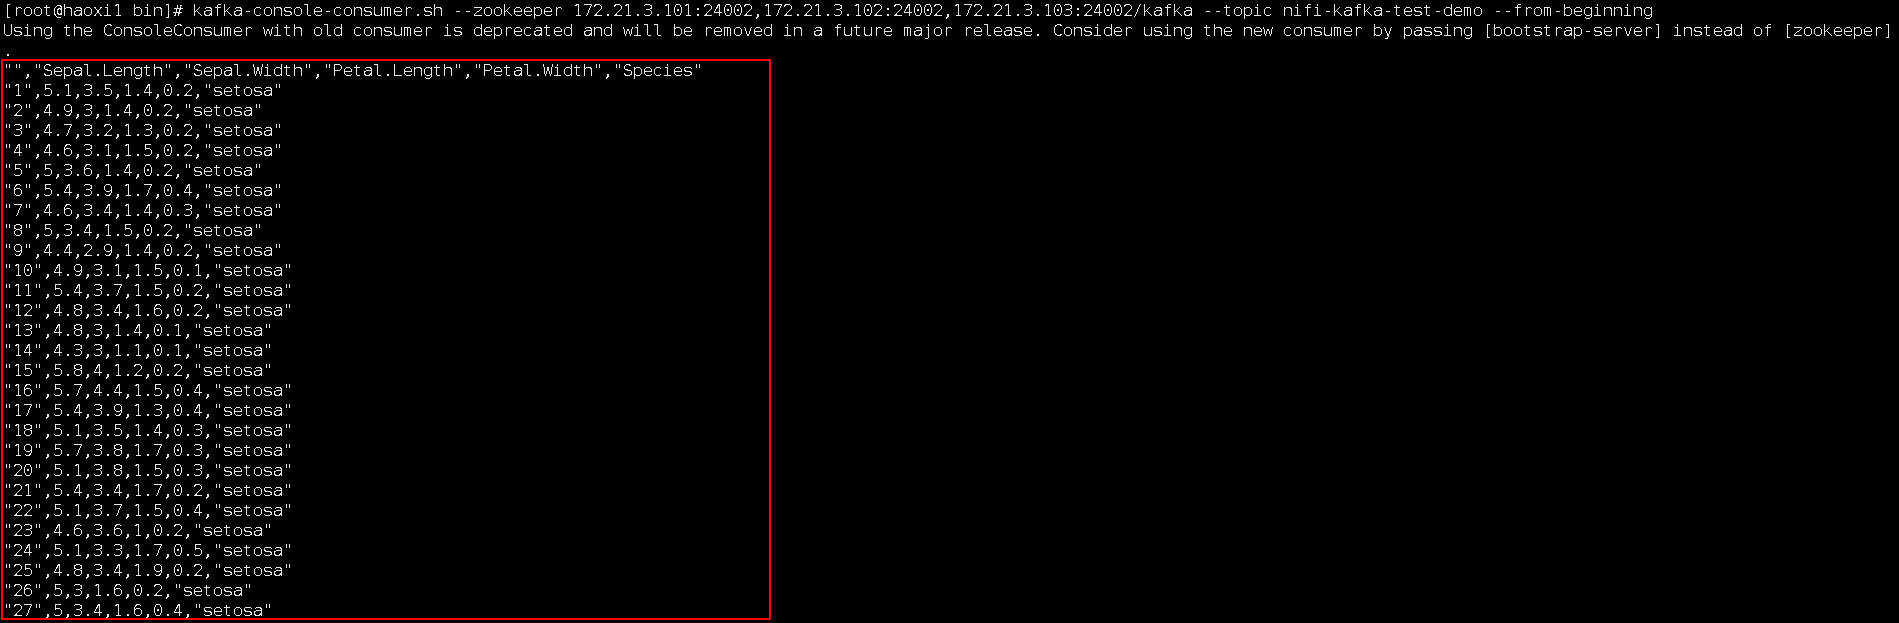 [root@haoxi1 bin]# kafka-console-consumer.sh --zookeeper 172.21.3.101:24002,172.21.3.102:24002,172.21.3.103:24002/kafka --topic nifi-kafka-test-demo --from-beginning
Using the ConsoleConsumer with old consumer is deprecated and will be removed in a future major release. Consider using the new consumer by passing [bootstrap-server] instead of [zookeeper]
.
"","Sepal.Length","Sepal.Width","Petal.Length","Petal.Width","Species"
"1",5.1,3.5,1.4,0.2,"setosa"
"2",4.9,3,1.4,0.2,"setosa"
"3",4.7,3.2,1.3,0.2,"setosa"
"4",4.6,3.1,1.5,0.2,"setosa"
"5",5,3.6,1.4,0.2,"setosa"
"6",5.4,3.9,1.7,0.4,"setosa"
"7",4.6,3.4,1.4,0.3,"setosa"
"8",5,3.4,1.5,0.2,"setosa"
"9",4.4,2.9,1.4,0.2,"setosa"
"10",4.9,3.1,1.5,0.1,"setosa"
"11",5.4,3.7,1.5,0.2,"setosa"
"12",4.8,3.4,1.6,0.2,"setosa"
"13",4.8,3,1.4,0.1,"setosa"
"14",4.3,3,1.1,0.1,"setosa"
"15",5.8,4,1.2,0.2,"setosa"
"16",5.7,4.4,1.5,0.4,"setosa"
"17",5.4,3.9,1.3,0.4,"setosa"
"18",5.1,3.5,1.4,0.3,"setosa"
"19",5.7,3.8,1.7,0.3,"setosa"
"20",5.1,3.8,1.5,0.3,"setosa"
"21",5.4,3.4,1.7,0.2,"setosa"
"22",5.1,3.7,1.5,0.4,"setosa"
"23",4.6,3.6,1,0.2,"setosa"
"24",5.1,3.3,1.7,0.5,"setosa"
"25",4.8,3.4,1.9,0.2,"setosa"
"26",5,3,1.6,0.2,"setosa"
"27",5,3.4,1.6,0.4,"setosa"